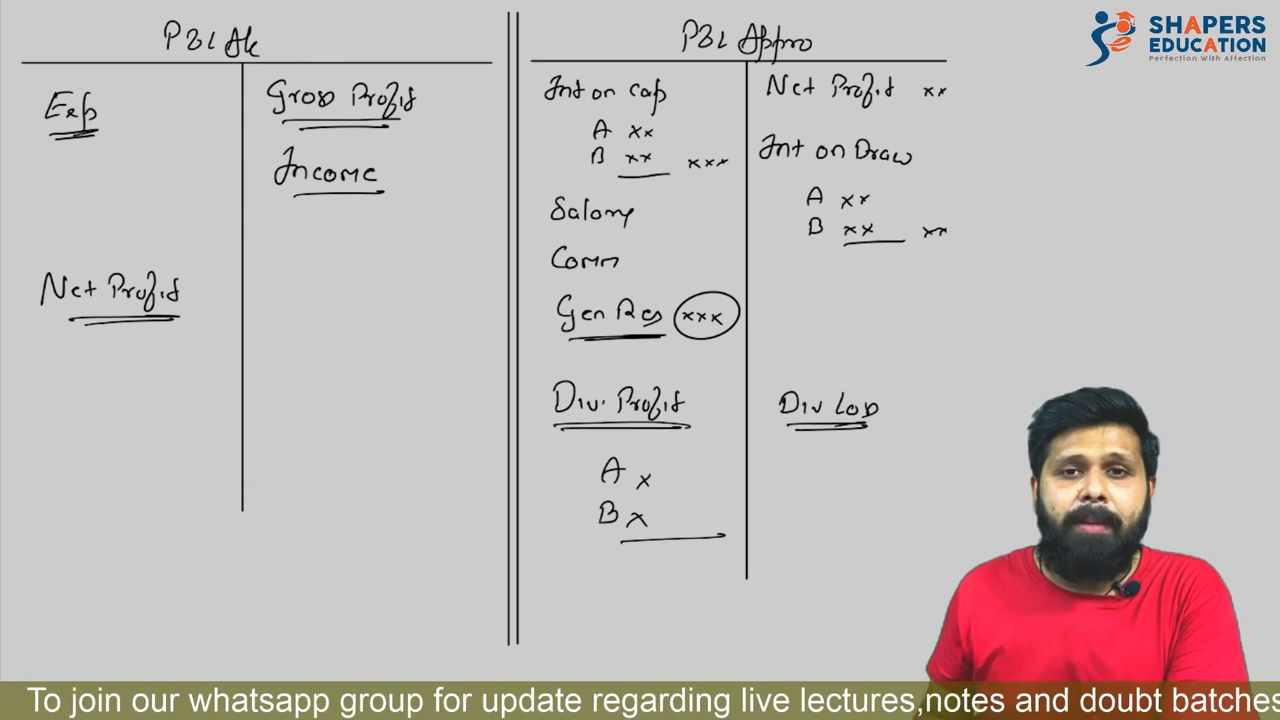 P&L A/c
Exp
Gross Profit
Income
Net Profit
P&L Appro
Int on cap
A xx
B xx xxx
Salary
Comm
Gen Res xxx
Div. Profit
A x
B x
Net Profit xx
Int on Draw
A xx
B xx xx
Div Loss
SHAPERS
EDUCATION
Perfection With Affection
To join our whatsapp group for update regarding live lectures,notes and doubt batches